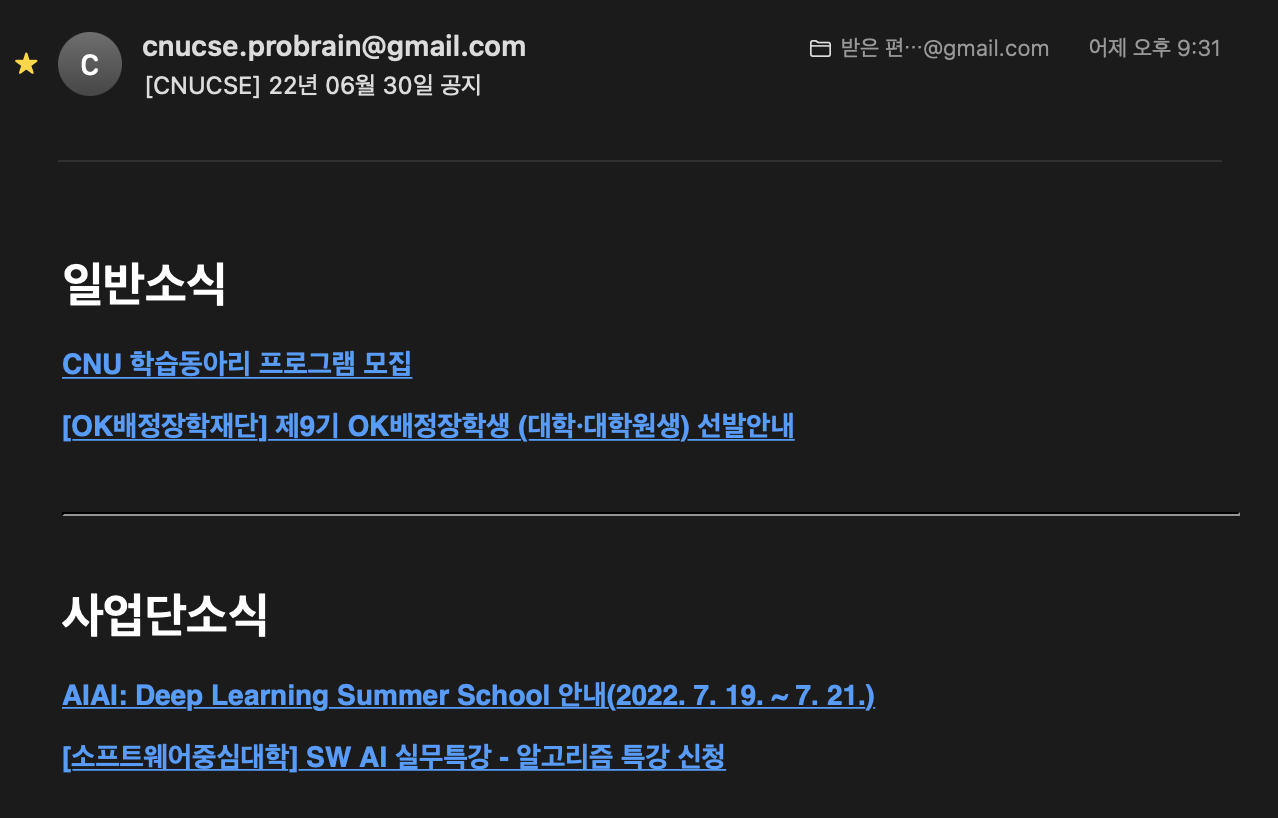 C
cnucse.probrain@gmail.com
받은 편…@gmail.com
어제 오후 9:31
[CNUCSE] 22년 06월 30일 공지
일반소식
CNU 학습동아리 프로그램 모집
[OK배정장학재단] 제9기 OK배정장학생 (대학·대학원생) 선발안내
사업단소식
AIAI: Deep Learning Summer School 안내(2022. 7. 19. ~ 7. 21.)
[소프트웨어중심대학] SW AI 실무특강 - 알고리즘 특강 신청